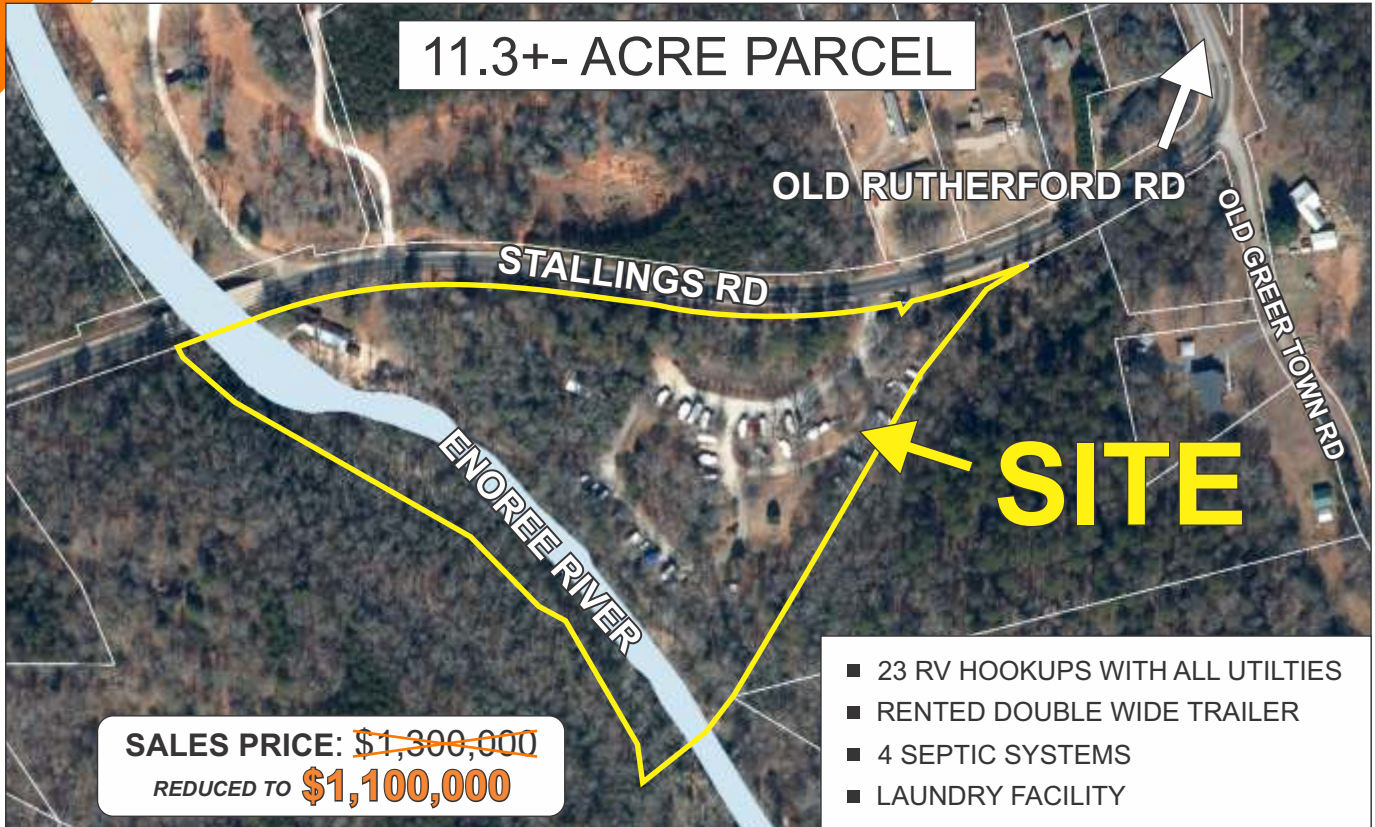 11.3+- ACRE PARCEL
OLD RUTHERFORD RD
STALLINGS RD
OLD GREER TOWN RD
SITE
ENOREE RIVER
SALES PRICE: $1,300,000
REDUCED TO $1,100,000
▪ 23 RV HOOKUPS WITH ALL UTILTIES
▪ RENTED DOUBLE WIDE TRAILER
▪ 4 SEPTIC SYSTEMS
▪ LAUNDRY FACILITY